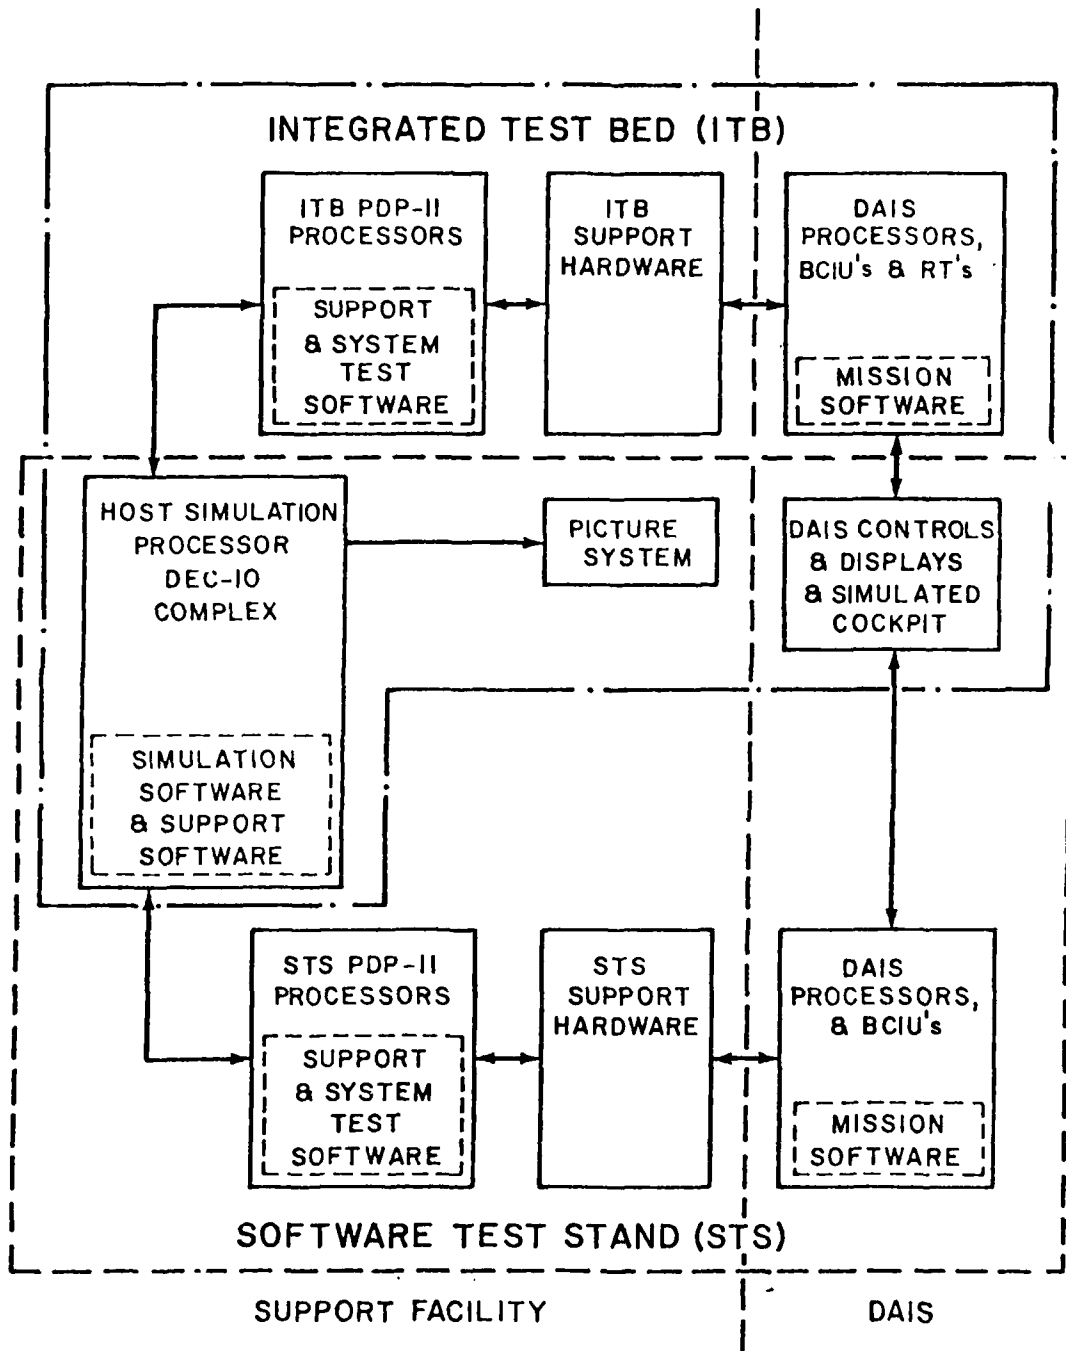 INTEGRATED TEST BED (ITB)
ITB PDP-11
PROCESSORS
SUPPORT
& SYSTEM
TEST
SOFTWARE
ITB
SUPPORT
HARDWARE
DAIS
PROCESSORS,
BCIU's & RT's
MISSION
SOFTWARE
HOST SIMULATION
PROCESSOR
DEC-10
COMPLEX
SIMULATION
SOFTWARE
& SUPPORT
SOFTWARE
PICTURE
SYSTEM
DAIS CONTROLS
& DISPLAYS
& SIMULATED
COCKPIT
STS PDP-11
PROCESSORS
SUPPORT
& SYSTEM
TEST
SOFTWARE
STS
SUPPORT
HARDWARE
DAIS
PROCESSORS,
& BCIU's
MISSION
SOFTWARE
SOFTWARE TEST STAND (STS)
SUPPORT FACILITY
DAIS